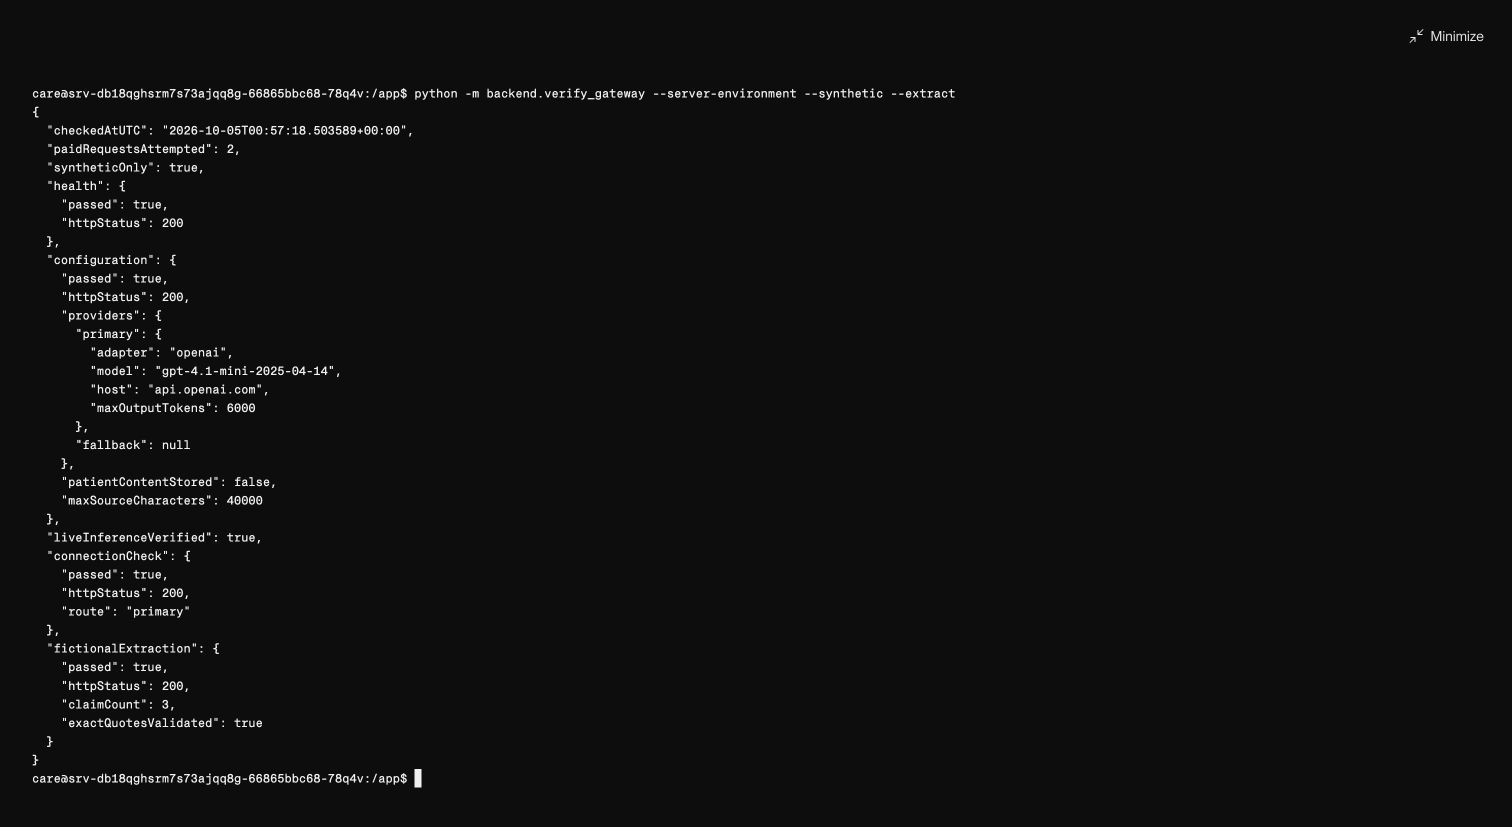 Minimize
care@srv-db18qghsrm7s73ajqq8g-66865bbc68-78q4v:/app$ python -m backend.verify_gateway --server-environment --synthetic --extract
{
  "checkedAtUTC": "2026-10-05T00:57:18.503589+00:00",
  "paidRequestsAttempted": 2,
  "syntheticOnly": true,
  "health": {
    "passed": true,
    "httpStatus": 200
  },
  "configuration": {
    "passed": true,
    "httpStatus": 200,
    "providers": {
      "primary": {
        "adapter": "openai",
        "model": "gpt-4.1-mini-2025-04-14",
        "host": "api.openai.com",
        "maxOutputTokens": 6000
      },
      "fallback": null
    },
    "patientContentStored": false,
    "maxSourceCharacters": 40000
  },
  "liveInferenceVerified": true,
  "connectionCheck": {
    "passed": true,
    "httpStatus": 200,
    "route": "primary"
  },
  "fictionalExtraction": {
    "passed": true,
    "httpStatus": 200,
    "claimCount": 3,
    "exactQuotesValidated": true
  }
}
care@srv-db18qghsrm7s73ajqq8g-66865bbc68-78q4v:/app$